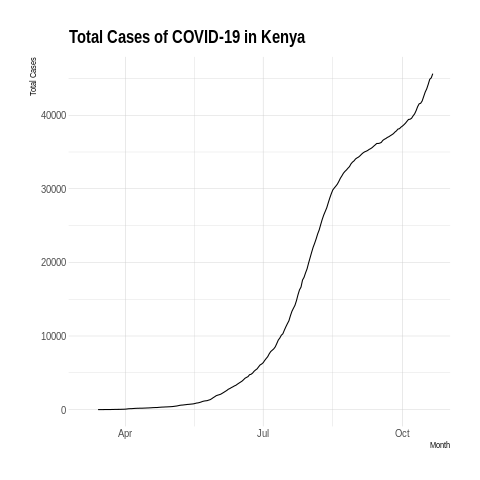 Total Cases of COVID-19 in Kenya
Total Cases
40000
30000
20000
10000
0
Apr
Jul
Oct
Month